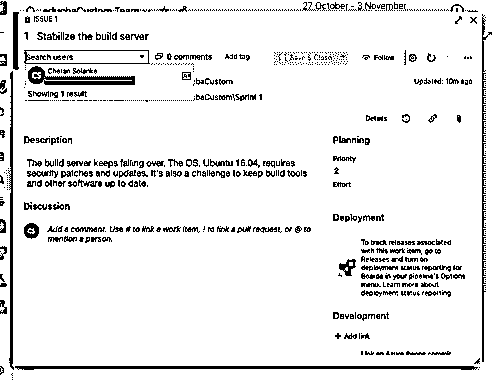 27 October - 3 November
ISSUE 1
1 Stabilize the build server
Search users
0 comments
Add tag
Save & Close
Follow
Cheran Solanke
Showing 1 result
baCustom
baCustom\Sprint 1
Updated: 10m ago
Details
Description
The build server keeps falling over. The OS, Ubuntu 16.04, requires
security patches and updates. It's also a challenge to keep build tools
and other software up to date.
Discussion
Add a comment. Use # to link a work item, ! to link a pull request, or @ to
mention a person.
Planning
Priority
2
Effort
Deployment
To track releases associated
with this work item, go to
Releases and turn on
deployment status reporting for
Boards in your pipeline's Options
menu. Learn more about
deployment status reporting
Development
+ Add link